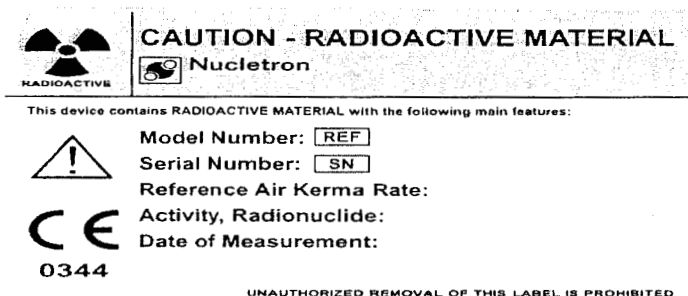 CAUTION - RADIOACTIVE MATERIAL
Nucletron
RADIOACTIVE
This device contains RADIOACTIVE MATERIAL with the following main features:
Model Number: REF
Serial Number: SN
Reference Air Kerma Rate:
Activity, Radionuclide:
Date of Measurement:
CE
0344
UNAUTHORIZED REMOVAL OF THIS LABEL IS PROHIBITED